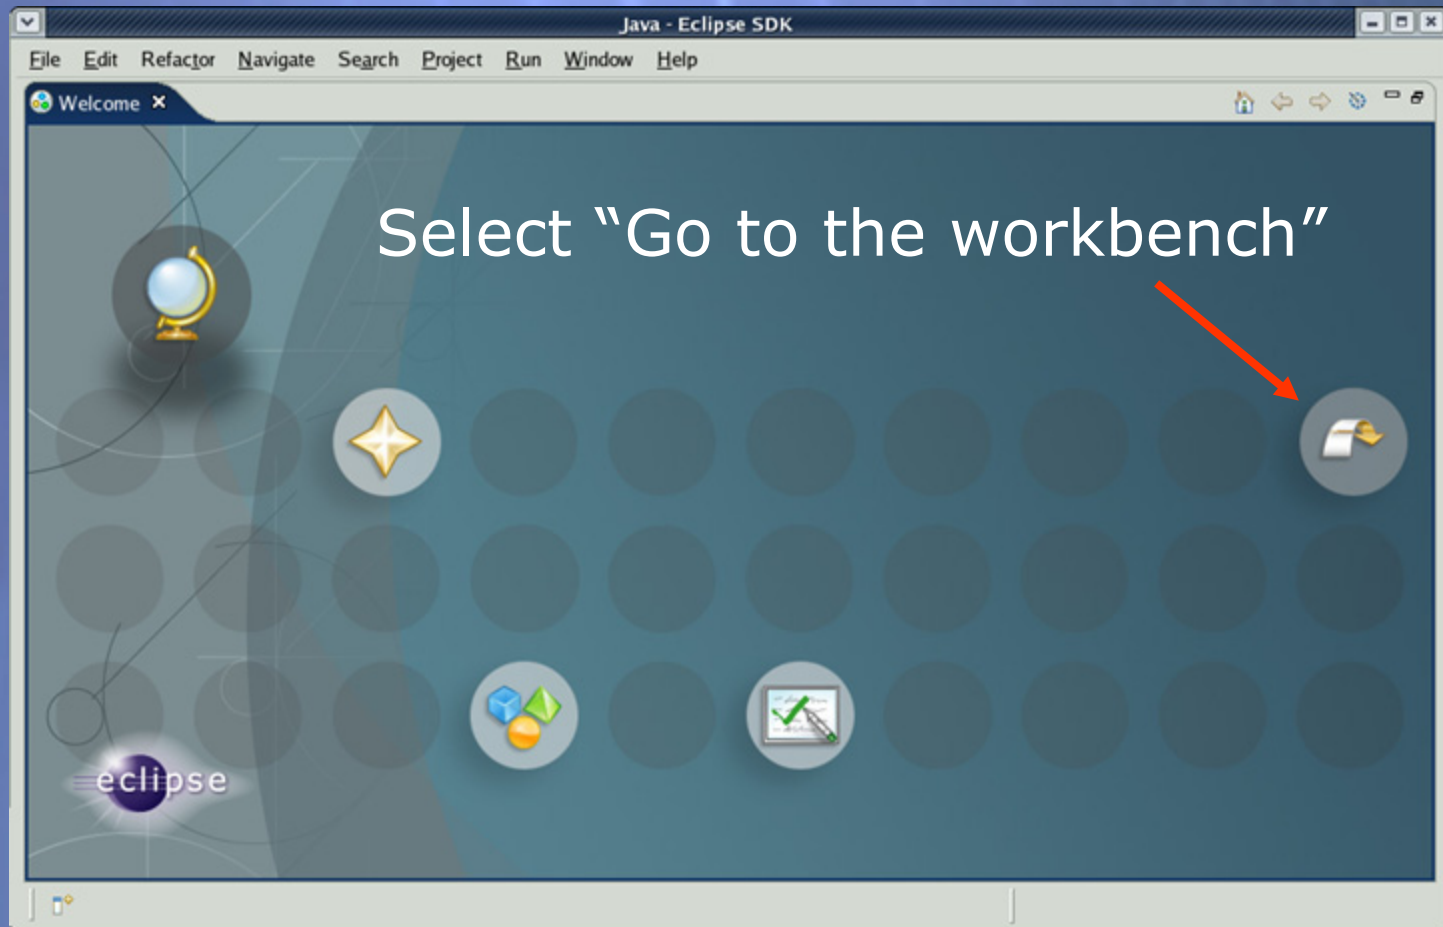 Java - Eclipse SDK
File Edit Refactor Navigate Search Project Run Window Help
Welcome
Select “Go to the workbench”
eclipse